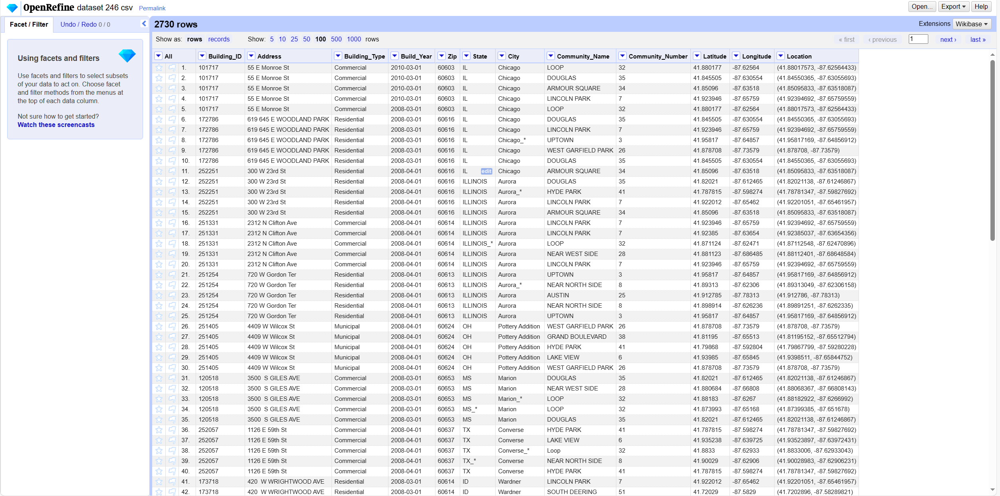 OpenRefine dataset 246 csv Permalink Open... Export Help
Facet / Filter Undo / Redo 0 / 0 2730 rows Extensions Wikibase
Show as: rows records Show: 5 10 25 50 100 500 1000 rows « first ‹ previous 1 next › last »
Using facets and filters
Use facets and filters to select subsets
of your data to act on. Choose facet
and filter methods from the menus at
the top of each data column.
Not sure how to get started?
Watch these screencasts
All Building_ID Address Building_Type Build_Year Zip State City Community_Name Community_Number Latitude Longitude Location
1. 101717 55 E Monroe St Commercial 2010-03-01 60603 IL Chicago LOOP 32 41.880177 -87.62564 (41.88017573, -87.62564433)
2. 101717 55 E Monroe St Commercial 2010-03-01 60603 IL Chicago DOUGLAS 35 41.845505 -87.630554 (41.84550365, -87.63055693)
3. 101717 55 E Monroe St Commercial 2010-03-01 60603 IL Chicago ARMOUR SQUARE 34 41.85096 -87.63518 (41.85095833, -87.63518087)
4. 101717 55 E Monroe St Commercial 2010-03-01 60603 IL Chicago LINCOLN PARK 7 41.923946 -87.65759 (41.92394692, -87.65759559)
5. 101717 55 E Monroe St Commercial 2008-03-01 60603 IL Chicago LOOP 32 41.880177 -87.62564 (41.88017573, -87.62564433)
6. 172786 619 645 E WOODLAND PARK Residential 2008-03-01 60616 IL Chicago DOUGLAS 35 41.845505 -87.630554 (41.84550365, -87.63055693)
7. 172786 619 645 E WOODLAND PARK Residential 2008-03-01 60616 IL Chicago LINCOLN PARK 7 41.923946 -87.65759 (41.92394692, -87.65759559)
8. 172786 619 645 E WOODLAND PARK Residential 2008-03-01 60616 IL Chicago_* UPTOWN 3 41.95817 -87.64857 (41.95817169, -87.64856912)
9. 172786 619 645 E WOODLAND PARK Residential 2008-03-01 60616 IL Chicago WEST GARFIELD PARK 26 41.878708 -87.73579 (41.878708, -87.73579)
10. 172786 619 645 E WOODLAND PARK Residential 2008-03-01 60616 IL Chicago DOUGLAS 35 41.845505 -87.630554 (41.84550365, -87.63055693)
11. 252251 300 W 23rd St Residential 2008-04-01 60616 IL edit Chicago ARMOUR SQUARE 34 41.85096 -87.63518 (41.85095833, -87.63518087)
12. 252251 300 W 23rd St Residential 2008-04-01 60616 ILLINOIS Aurora DOUGLAS 35 41.82021 -87.612465 (41.82021138, -87.61246867)
13. 252251 300 W 23rd St Residential 2008-04-01 60616 ILLINOIS Aurora_* HYDE PARK 41 41.787815 -87.598274 (41.78781347, -87.59827692)
14. 252251 300 W 23rd St Residential 2008-04-01 60616 ILLINOIS Aurora LINCOLN PARK 7 41.922012 -87.65462 (41.92201051, -87.65461957)
15. 252251 300 W 23rd St Residential 2008-04-01 60616 ILLINOIS Aurora ARMOUR SQUARE 34 41.85096 -87.63518 (41.85095833, -87.63518087)
16. 251331 2312 N Clifton Ave Commercial 2008-04-01 60614 ILLINOIS Aurora LINCOLN PARK 7 41.923946 -87.65759 (41.92394692, -87.65759559)
17. 251331 2312 N Clifton Ave Commercial 2008-04-01 60614 ILLINOIS Aurora LINCOLN PARK 7 41.92385 -87.63654 (41.92385037, -87.63654356)
18. 251331 2312 N Clifton Ave Commercial 2008-04-01 60614 ILLINOIS_* Aurora LOOP 32 41.871124 -87.62471 (41.87112548, -87.62470896)
19. 251331 2312 N Clifton Ave Commercial 2008-04-01 60614 ILLINOIS Aurora NEAR WEST SIDE 28 41.881123 -87.686485 (41.88112401, -87.68648584)
20. 251331 2312 N Clifton Ave Commercial 2008-04-01 60614 ILLINOIS Aurora LINCOLN PARK 7 41.923946 -87.65759 (41.92394692, -87.65759559)
21. 251254 720 W Gordon Ter Residential 2008-04-01 60613 ILLINOIS Aurora UPTOWN 3 41.95817 -87.64857 (41.95817169, -87.64856912)
22. 251254 720 W Gordon Ter Residential 2008-04-01 60613 ILLINOIS Aurora_* NEAR NORTH SIDE 8 41.89313 -87.62306 (41.89313049, -87.62306158)
23. 251254 720 W Gordon Ter Residential 2008-04-01 60613 ILLINOIS Aurora AUSTIN 25 41.912785 -87.78313 (41.912786, -87.78313)
24. 251254 720 W Gordon Ter Residential 2008-04-01 60613 ILLINOIS Aurora NEAR NORTH SIDE 8 41.898914 -87.626236 (41.89891251, -87.6262335)
25. 251254 720 W Gordon Ter Residential 2008-04-01 60613 ILLINOIS Aurora UPTOWN 3 41.95817 -87.64857 (41.95817169, -87.64856912)
26. 251405 4409 W Wilcox St Municipal 2008-04-01 60624 OH Pottery Addition WEST GARFIELD PARK 26 41.878708 -87.73579 (41.878708, -87.73579)
27. 251405 4409 W Wilcox St Municipal 2008-04-01 60624 OH Pottery Addition GRAND BOULEVARD 38 41.81195 -87.65513 (41.81195152, -87.65512794)
28. 251405 4409 W Wilcox St Municipal 2008-04-01 60624 OH Pottery Addition HYDE PARK 41 41.79868 -87.592804 (41.79867799, -87.59280228)
29. 251405 4409 W Wilcox St Municipal 2008-04-01 60624 OH Pottery Addition LAKE VIEW 6 41.93985 -87.65845 (41.9398511, -87.65844752)
30. 251405 4409 W Wilcox St Municipal 2008-04-01 60624 OH Pottery Addition WEST GARFIELD PARK 26 41.878708 -87.73579 (41.878708, -87.73579)
31. 120518 3500  S GILES AVE Commercial 2008-03-01 60653 MS Marion DOUGLAS 35 41.82021 -87.612465 (41.82021138, -87.61246867)
32. 120518 3500  S GILES AVE Commercial 2008-03-01 60653 MS Marion NEAR WEST SIDE 28 41.880684 -87.66808 (41.88068367, -87.66808143)
33. 120518 3500  S GILES AVE Commercial 2008-03-01 60653 MS Marion_* LOOP 32 41.88183 -87.6267 (41.88182922, -87.6266992)
34. 120518 3500  S GILES AVE Commercial 2008-03-01 60653 MS_* Marion LOOP 32 41.873993 -87.65168 (41.87399385, -87.651678)
35. 120518 3500  S GILES AVE Commercial 2008-03-01 60653 MS Marion DOUGLAS 35 41.82021 -87.612465 (41.82021138, -87.61246867)
36. 252057 1126 E 59th St Commercial 2008-04-01 60637 TX Converse HYDE PARK 41 41.787815 -87.598274 (41.78781347, -87.59827692)
37. 252057 1126 E 59th St Commercial 2008-04-01 60637 TX Converse LAKE VIEW 6 41.935238 -87.639725 (41.93523897, -87.63972431)
38. 252057 1126 E 59th St Commercial 2008-04-01 60637 TX Converse_* Loop 32 41.8833 -87.62933 (41.8833006, -87.62933043)
39. 252057 1126 E 59th St Commercial 2008-04-01 60637 TX_* Converse NEAR NORTH SIDE 8 41.90029 -87.62906 (41.90028983, -87.62906231)
40. 252057 1126 E 59th St Commercial 2008-04-01 60637 TX Converse HYDE PARK 41 41.787815 -87.598274 (41.78781347, -87.59827692)
41. 173718 420  W WRIGHTWOOD AVE Residential 2008-03-01 60614 ID Wardner LINCOLN PARK 7 41.922012 -87.65462 (41.92201051, -87.65461957)
42. 173718 420  W WRIGHTWOOD AVE Residential 2008-03-01 60614 ID Wardner SOUTH DEERING 51 41.72029 -87.5829 (41.7202896, -87.58289821)